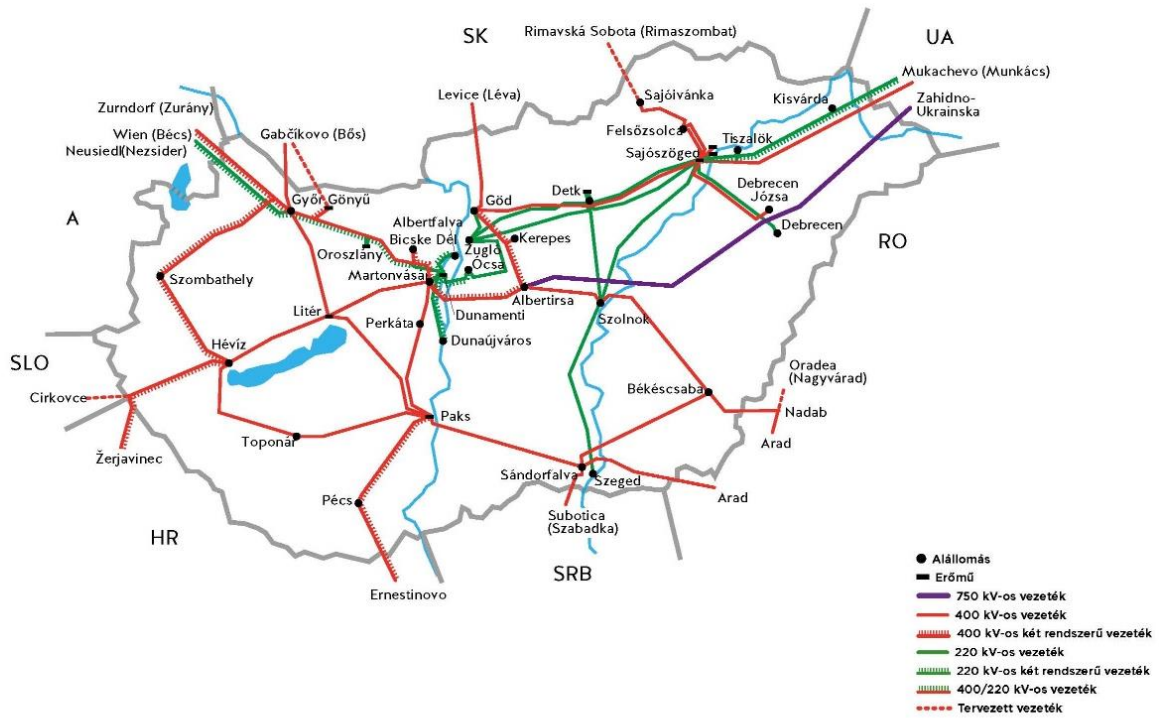 SK
Rimavská Sobota (Rimaszombat)
UA
Mukachevo (Munkács)
Zurndorf (Zurány)
Levice (Léva)
Sajóivánka
Kisvárda
Zahidno-
Ukrainska
Wien (Bécs)
Gabčíkovo (Bős)
Felsőzsolca
Tiszalök
Neusiedl(Nezsider)
Sajószöged
A
Győr
Gönyű
Göd
Detk
Debrecen
Józsa
Albertfalva
Bicske Dél
Kerepes
Debrecen
RO
Zugló
Oroszlány
Ócsa
Martonvásár
Szombathely
Albertirsa
Litér
Dunamenti
Szolnok
Perkáta
Hévíz
Dunaújváros
SLO
Oradea
(Nagyvárad)
Békéscsaba
Cirkovce
Nadab
Paks
Toponár
Arad
Žerjavinec
Sándorfalva
Szeged
Arad
Pécs
Subotica
(Szabadka)
HR
SRB
Ernestinovo
Alállomás
Erőmű
750 kV-os vezeték
400 kV-os vezeték
400 kV-os két rendszerű vezeték
220 kV-os vezeték
220 kV-os két rendszerű vezeték
400/220 kV-os vezeték
Tervezett vezeték